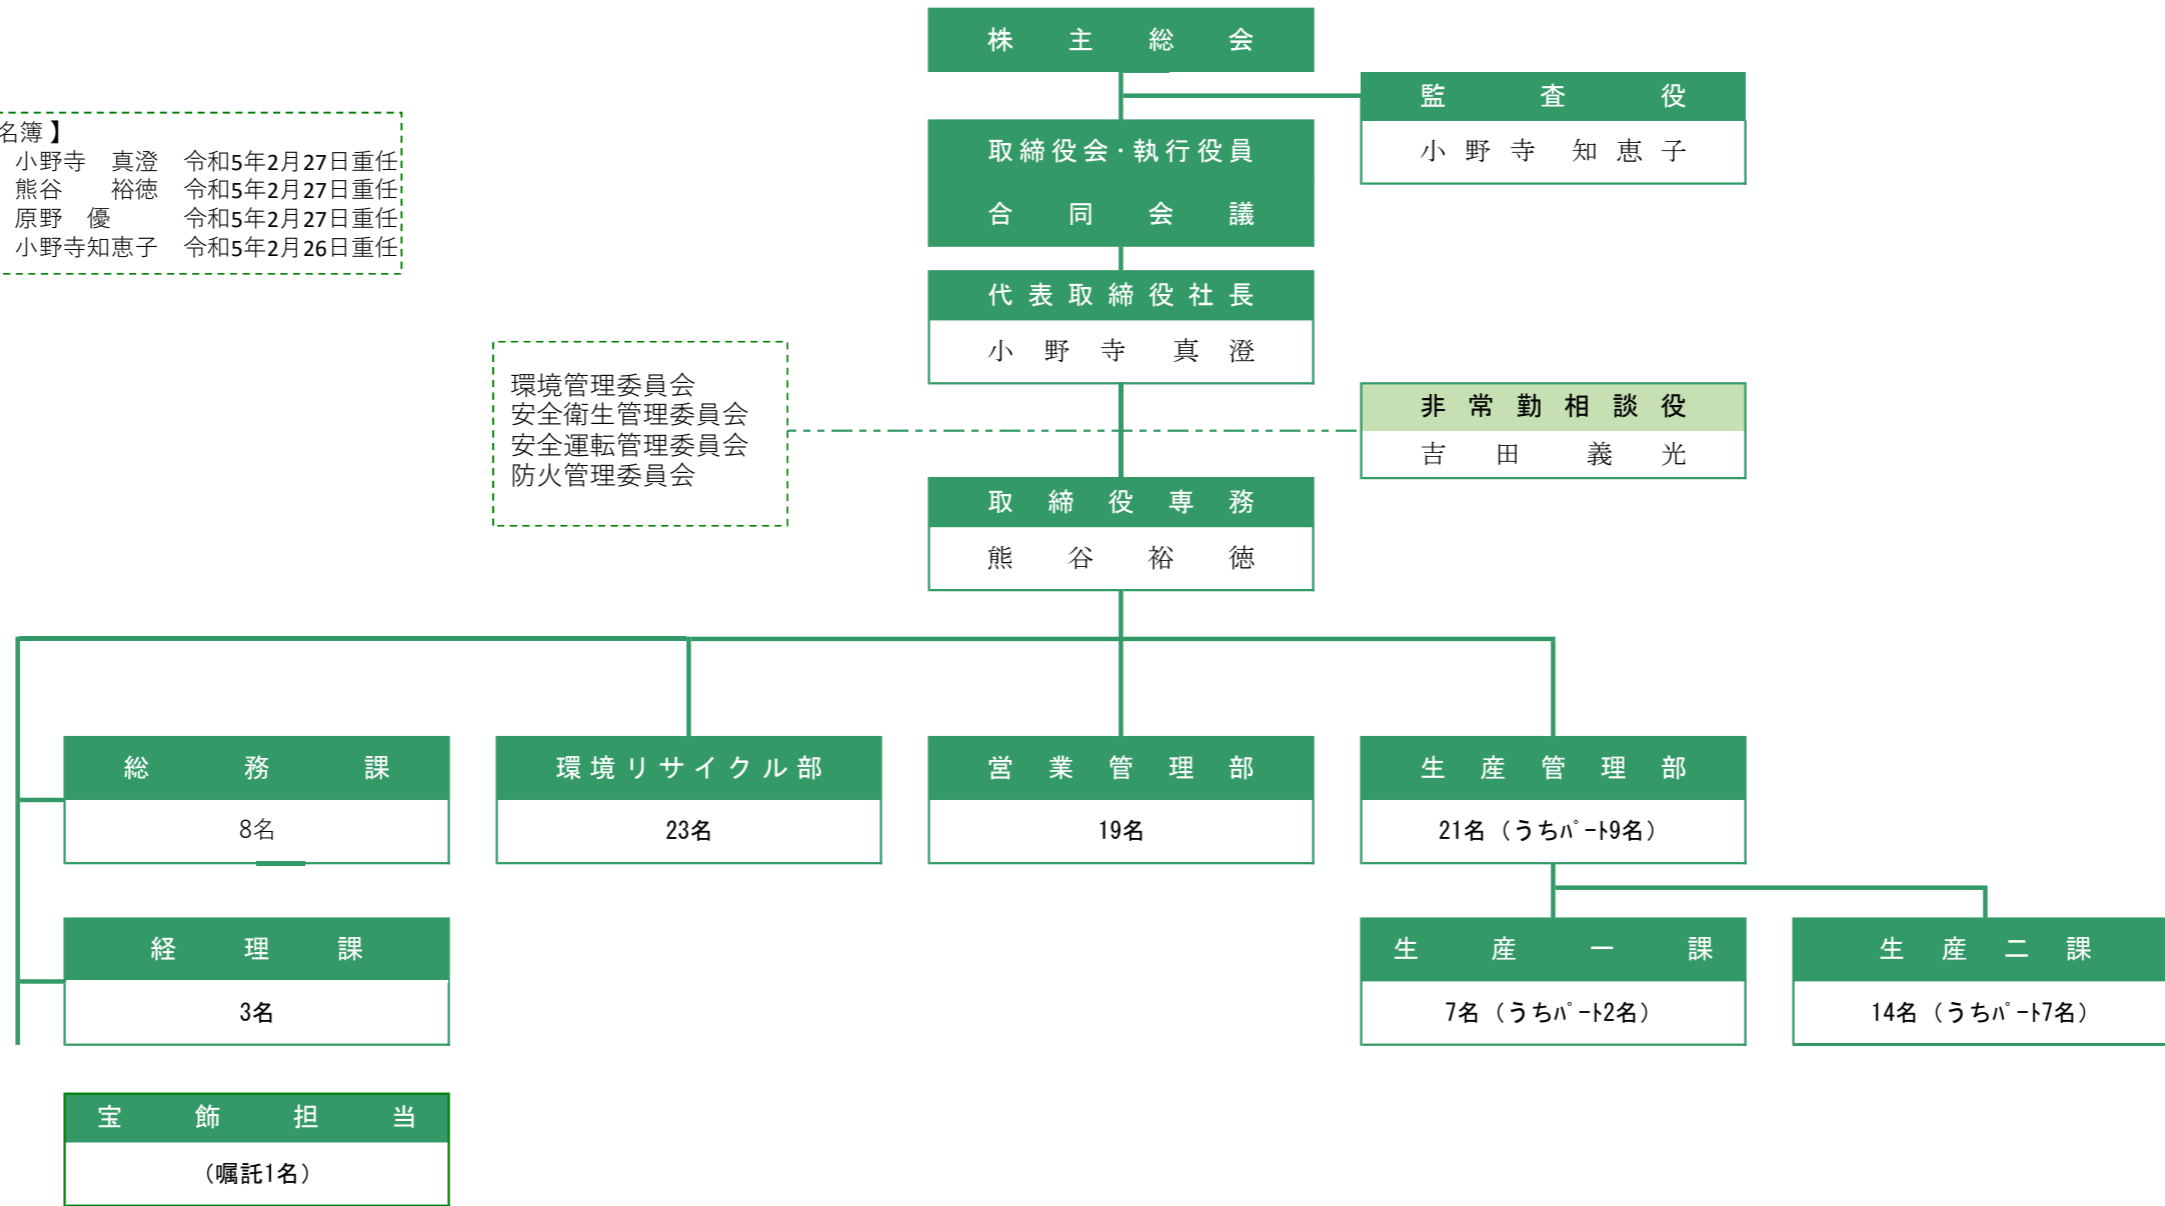 株主総会
監査役
小野寺 知恵子
名簿】
小野寺　真澄　令和5年2月27日重任
熊谷　　裕徳　令和5年2月27日重任
原野　優　　　令和5年2月27日重任
小野寺知恵子　令和5年2月26日重任
取締役会・執行役員
合同会議
代表取締役社長
小野寺 真澄
環境管理委員会
安全衛生管理委員会
安全運転管理委員会
防火管理委員会
非常勤相談役
吉田 義光
取締役専務
熊谷裕徳
総務課
8名
環境リサイクル部
23名
営業管理部
19名
生産管理部
21名（うちﾊﾟｰﾄ9名）
経理課
3名
生産一課
7名（うちﾊﾟｰﾄ2名）
生産二課
14名（うちﾊﾟｰﾄ7名）
宝飾担当
（嘱託1名）